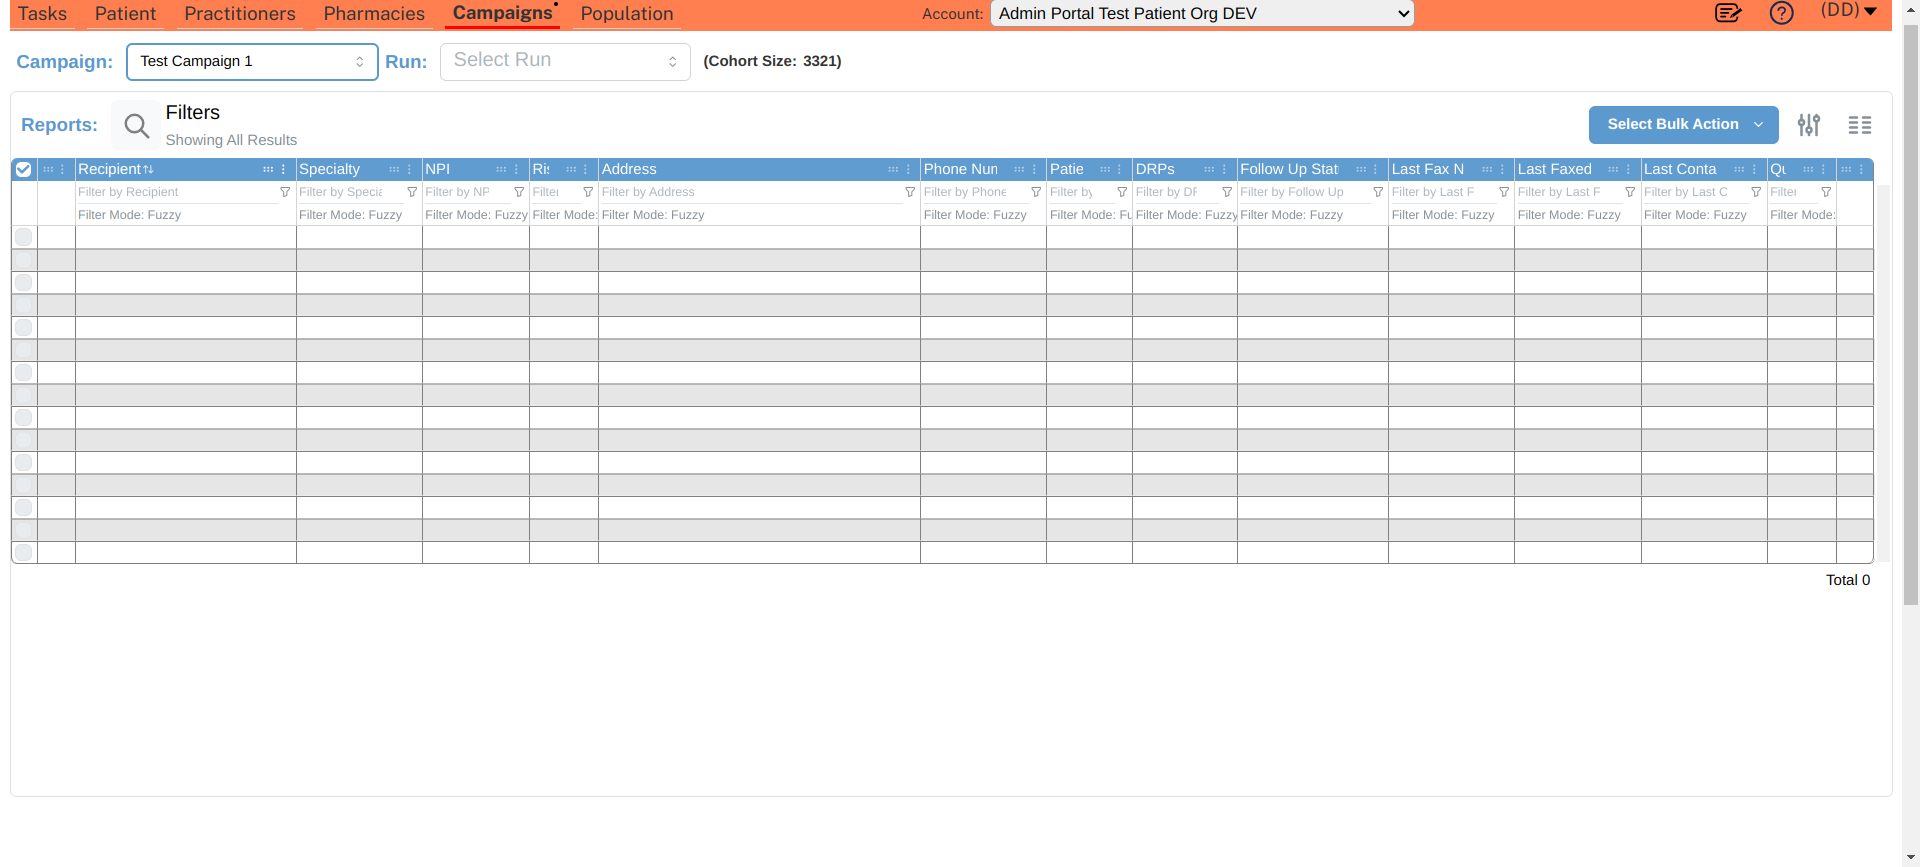 Tasks Patient Practitioners Pharmacies Campaigns Population Account: Admin Portal Test Patient Org DEV (DD)
Campaign: Test Campaign 1 Run: Select Run (Cohort Size: 3321)
Reports: Filters
Showing All Results
Select Bulk Action
Recipient Specialty NPI Ris Address Phone Nun Patie DRPs Follow Up Stat Last Fax N Last Faxed Last Conta Qu
Filter by Recipient Filter by Specia Filter by NP Filter Filter by Address Filter by Phone Filter by Filter by DF Filter by Follow Up Filter by Last F Filter by Last F Filter by Last C Filter
Filter Mode: Fuzzy Filter Mode: Fuzzy Filter Mode: Fuzzy Filter Mode: Filter Mode: Fuzzy Filter Mode: Fuzzy Filter Mode: Fu Filter Mode: Fuzzy Filter Mode: Fuzzy Filter Mode: Fuzzy Filter Mode: Fuzzy Filter Mode: Fuzzy Filter Mode:
Total 0